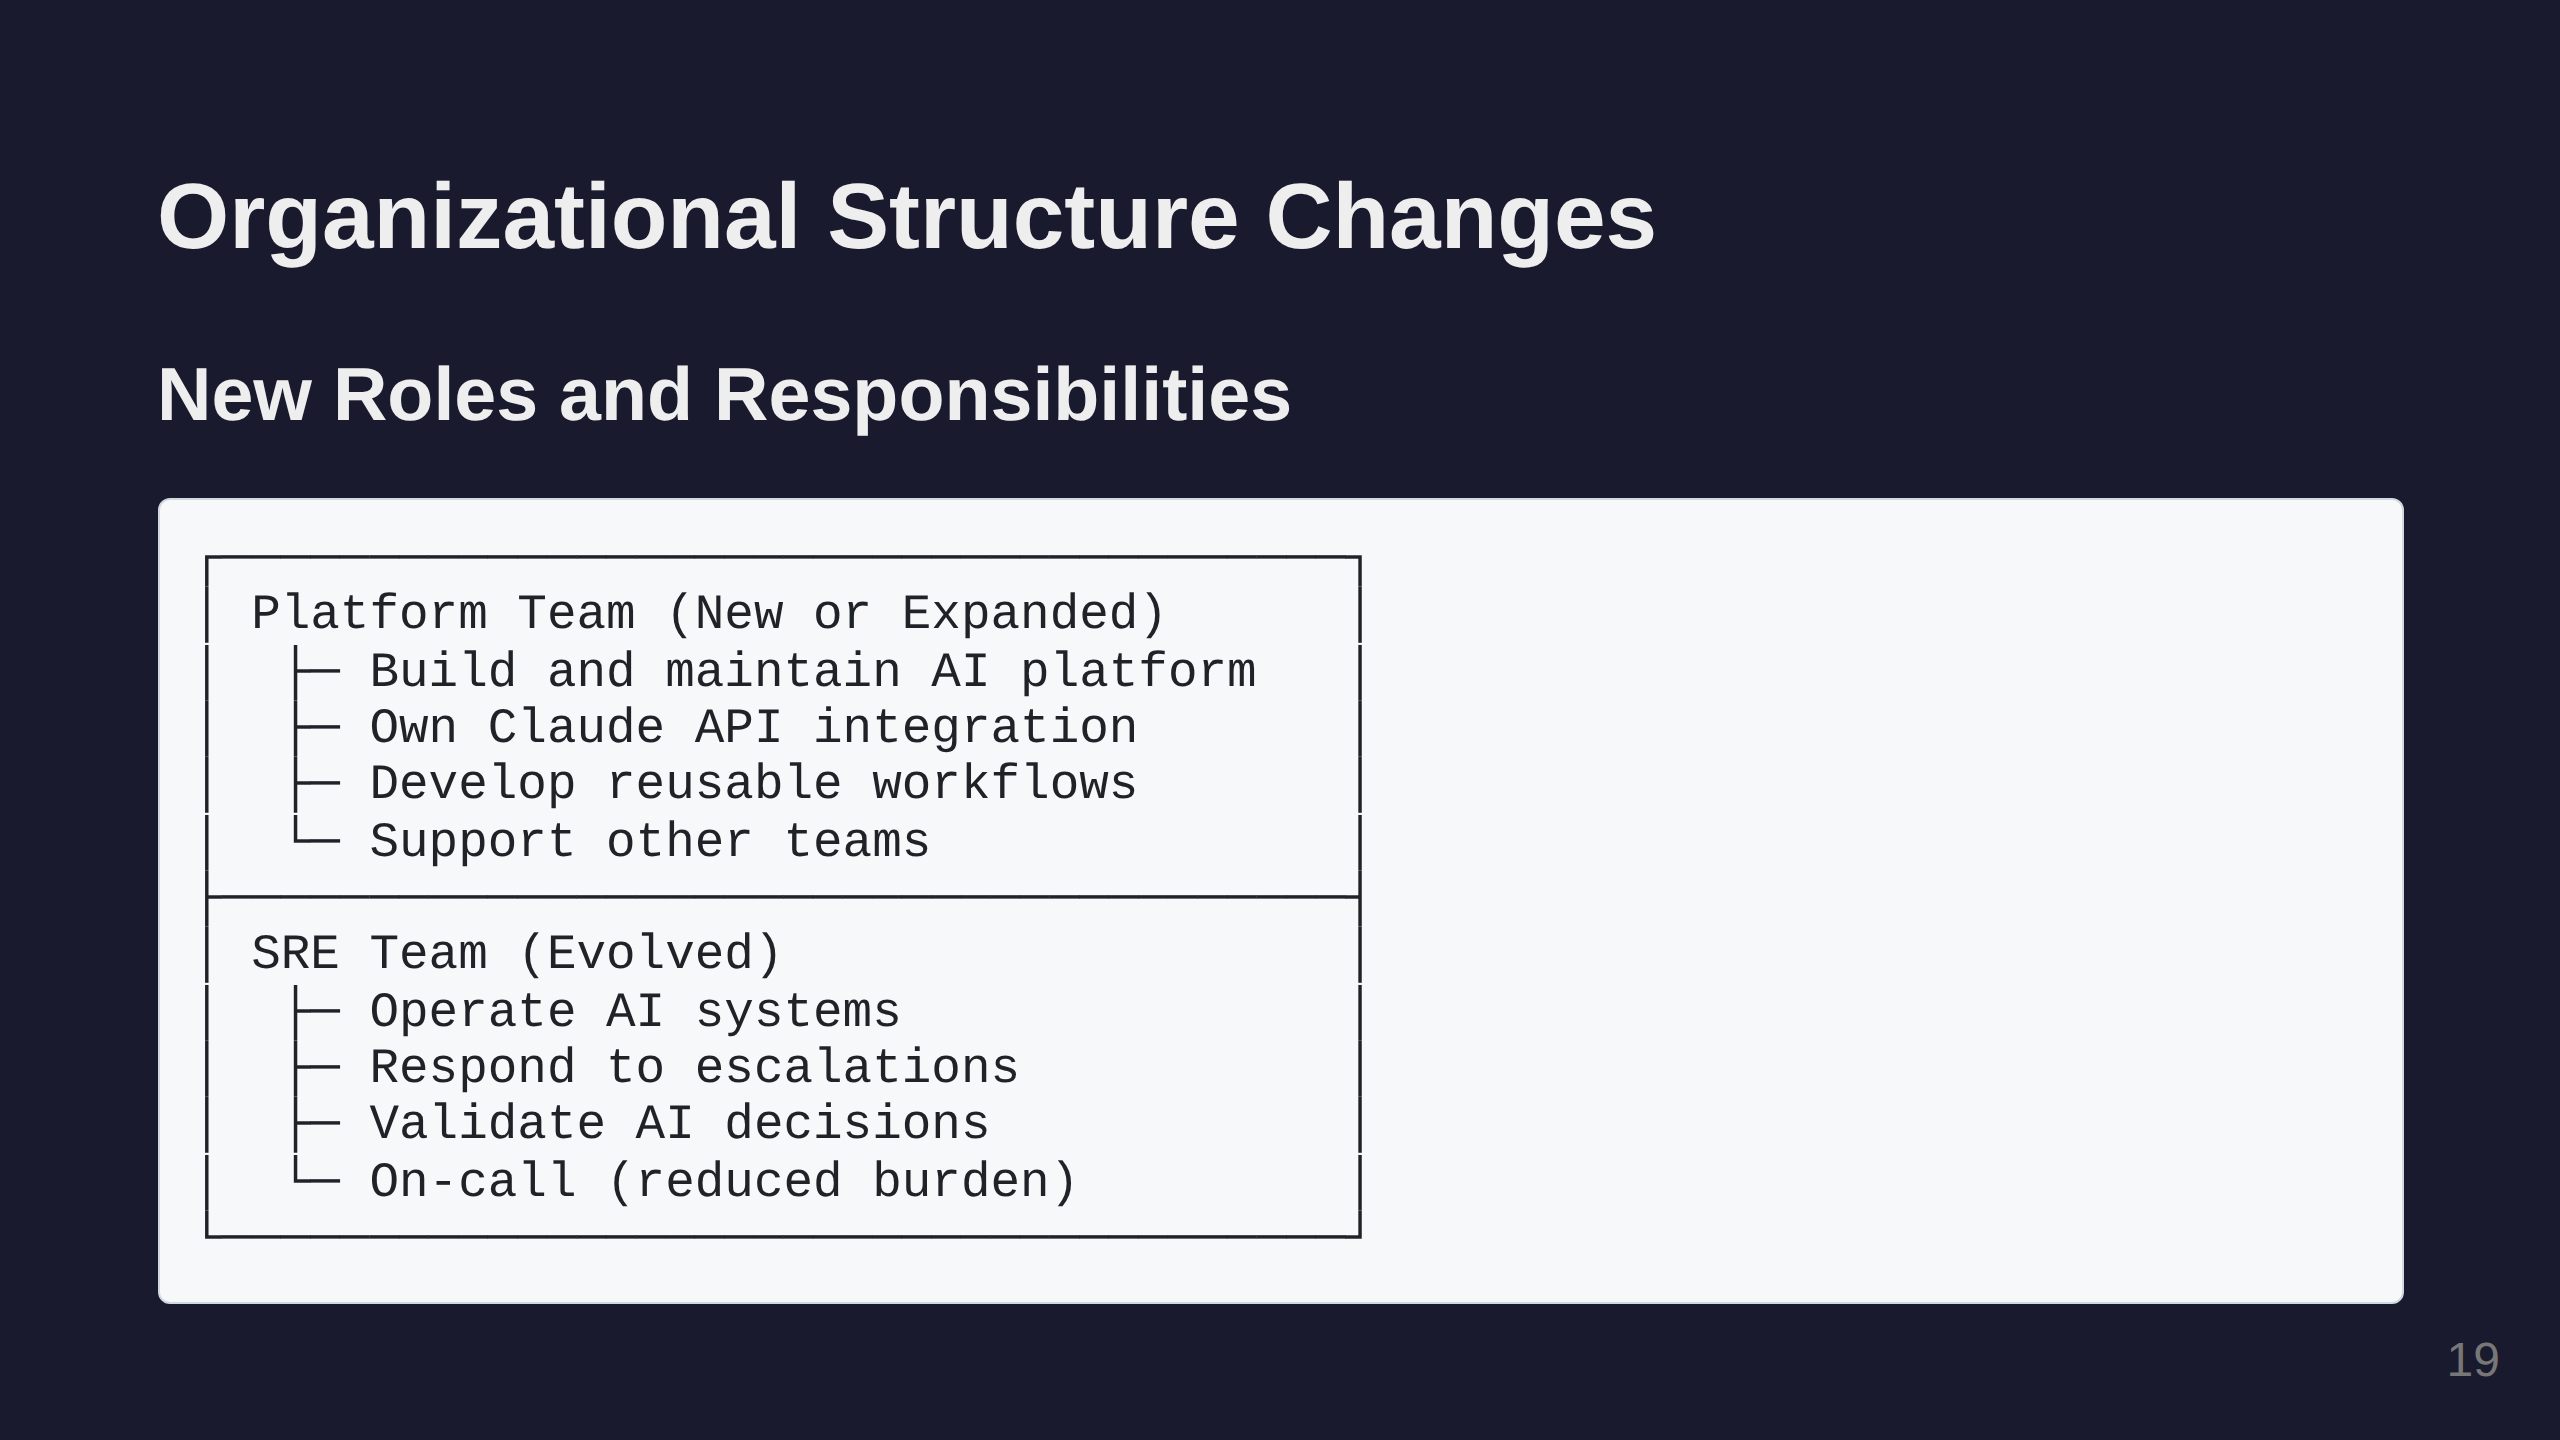 Organizational Structure Changes
New Roles and Responsibilities
Platform Team (New or Expanded)
├─ Build and maintain AI platform
├─ Own Claude API integration
├─ Develop reusable workflows
└─ Support other teams
SRE Team (Evolved)
├─ Operate AI systems
├─ Respond to escalations
├─ Validate AI decisions
└─ On-call (reduced burden)
19